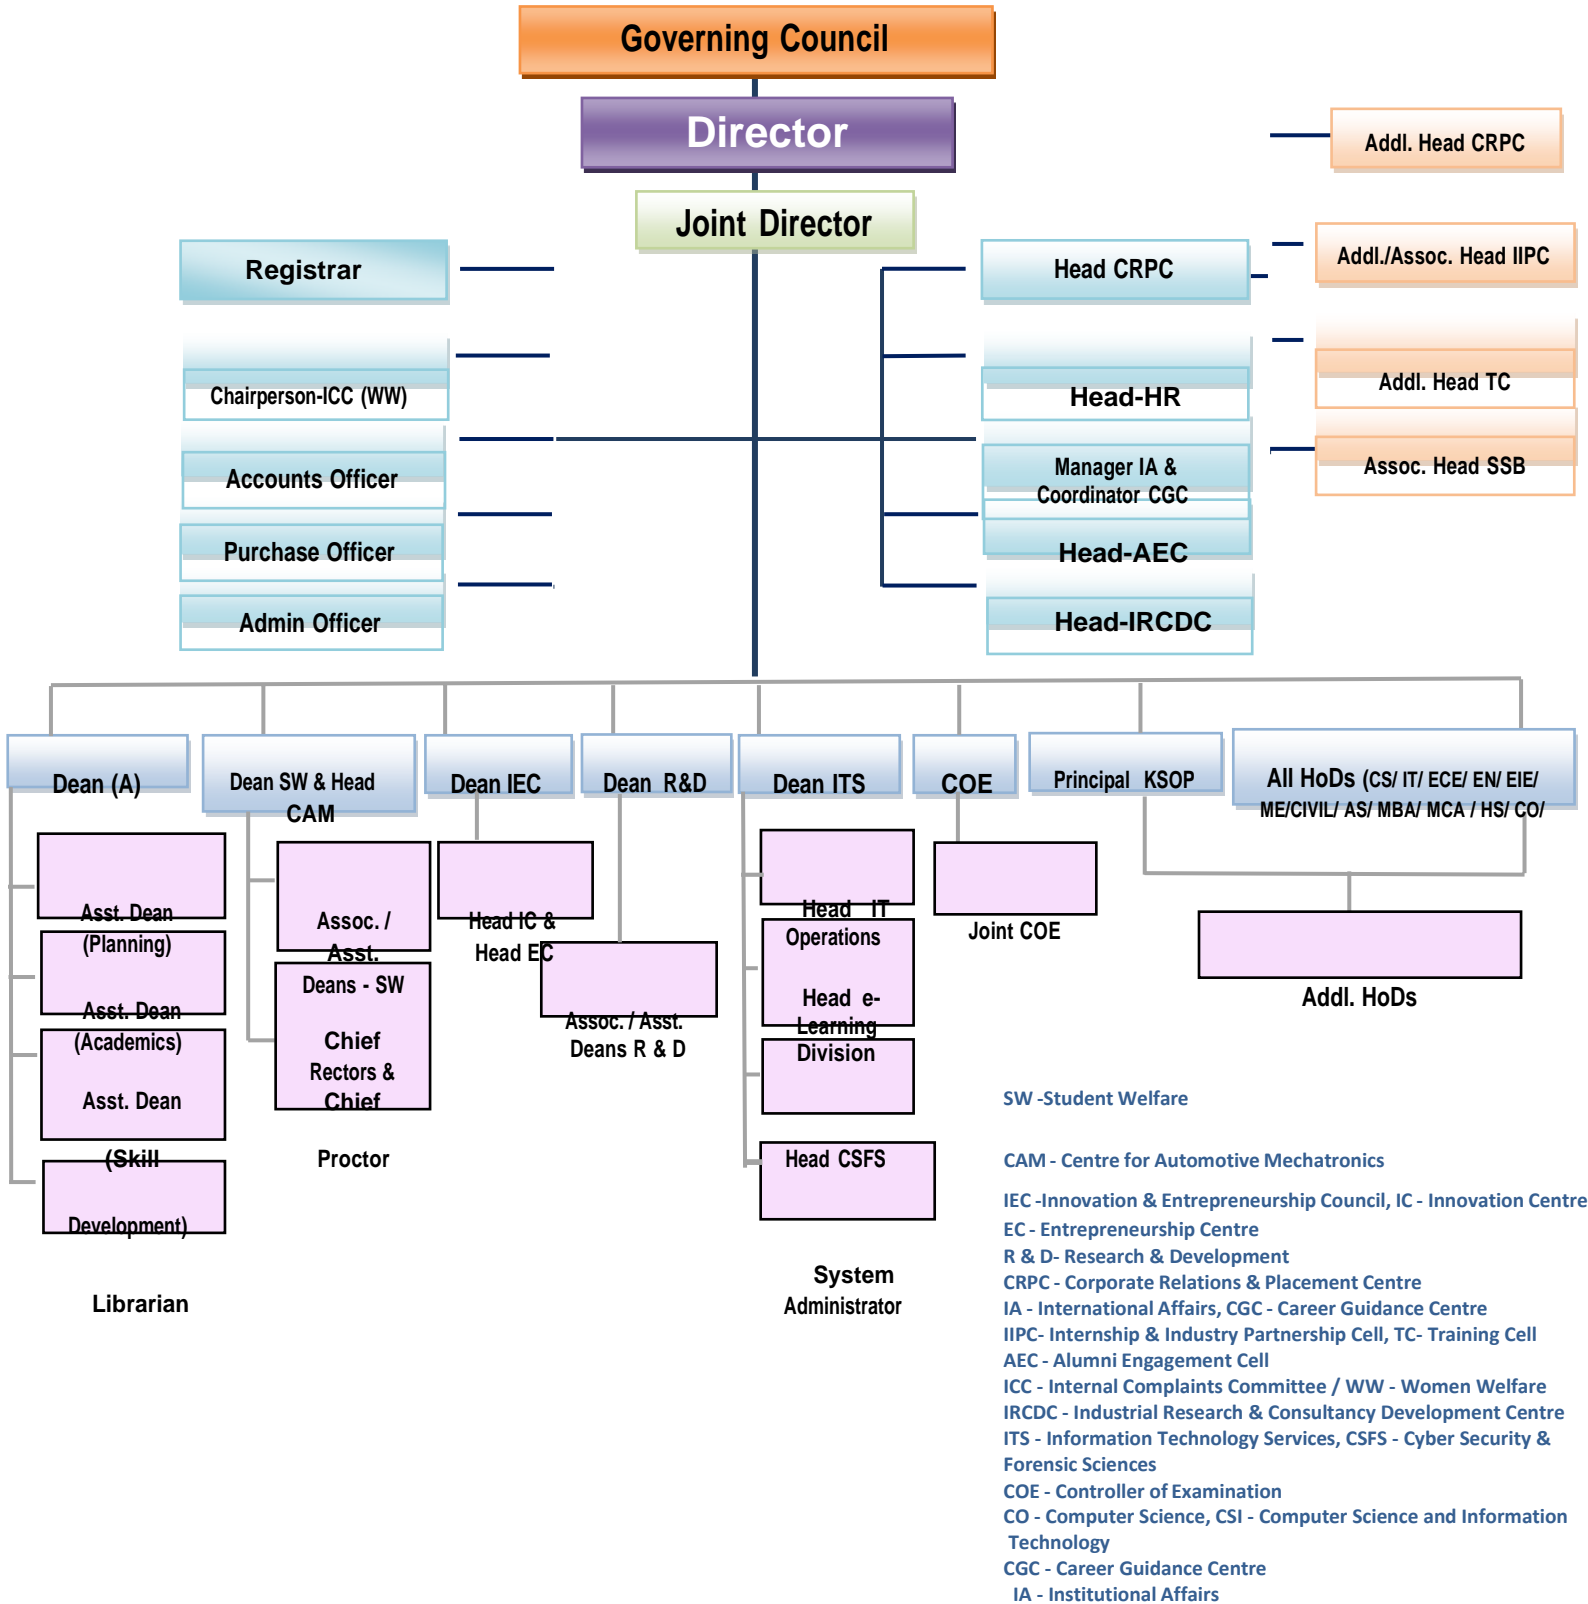 Governing Council
Director
Joint Director
Addl. Head CRPC
Registrar
Head CRPC
Addl./Assoc. Head IIPC
Chairperson-ICC (WW)
Head-HR
Addl. Head TC
Accounts Officer
Manager IA &
Coordinator CGC
Assoc. Head SSB
Purchase Officer
Head-AEC
Admin Officer
Head-IRCDC
Dean (A)
Dean SW & Head
CAM
Dean IEC
Dean R&D
Dean ITS
COE
Principal KSOP
All HoDs (CS/ IT/ ECE/ EN/ EIE/
ME/CIVIL/ AS/ MBA/ MCA / HS/ CO/
Asst. Dean
(Planning)
Asst. Dean
(Academics)
Asst. Dean
(Skill
Development)
Librarian
Assoc. /
Asst.
Deans - SW
Chief
Rectors &
Chief
Proctor
Head IC &
Head EC
Assoc. / Asst.
Deans R & D
Head IT
Operations
Head e-
Learning
Division
Head CSFS
System
Administrator
Joint COE
Addl. HoDs
SW -Student Welfare
CAM - Centre for Automotive Mechatronics
IEC -Innovation & Entrepreneurship Council, IC - Innovation Centre
EC - Entrepreneurship Centre
R & D- Research & Development
CRPC - Corporate Relations & Placement Centre
IA - International Affairs, CGC - Career Guidance Centre
IIPC- Internship & Industry Partnership Cell, TC- Training Cell
AEC - Alumni Engagement Cell
ICC - Internal Complaints Committee / WW - Women Welfare
IRCDC - Industrial Research & Consultancy Development Centre
ITS - Information Technology Services, CSFS - Cyber Security &
Forensic Sciences
COE - Controller of Examination
CO - Computer Science, CSI - Computer Science and Information
Technology
CGC - Career Guidance Centre
IA - Institutional Affairs